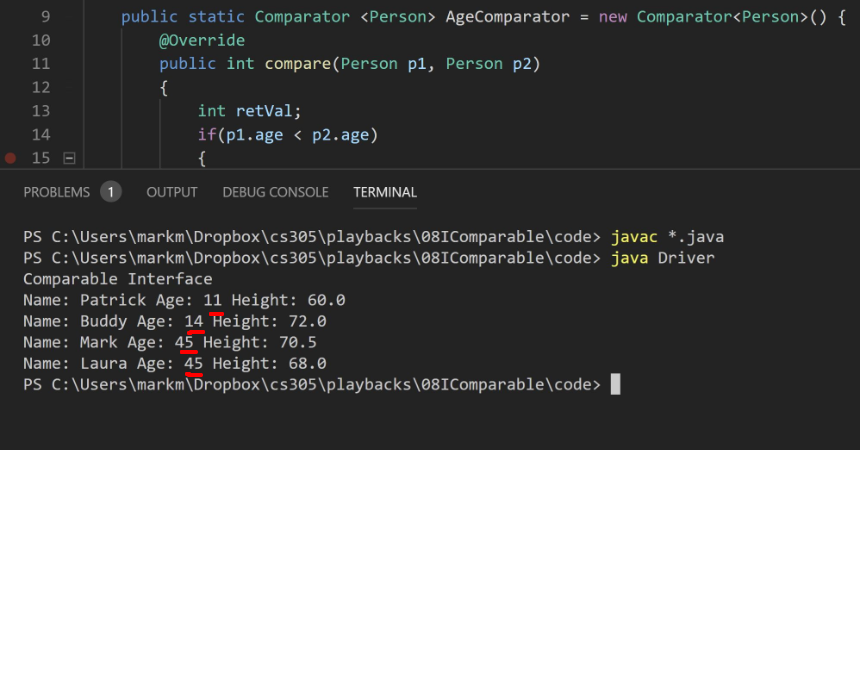 9 public static Comparator <Person> AgeComparator = new Comparator<Person>() {
10 @Override
11 public int compare(Person p1, Person p2)
12 {
13 int retVal;
14 if(p1.age < p2.age)
15 {
PROBLEMS 1 OUTPUT DEBUG CONSOLE TERMINAL
PS C:\Users\markm\Dropbox\cs305\playbacks\08IComparable\code> javac *.java
PS C:\Users\markm\Dropbox\cs305\playbacks\08IComparable\code> java Driver
Comparable Interface
Name: Patrick Age: 11 Height: 60.0
Name: Buddy Age: 14 Height: 72.0
Name: Mark Age: 45 Height: 70.5
Name: Laura Age: 45 Height: 68.0
PS C:\Users\markm\Dropbox\cs305\playbacks\08IComparable\code>